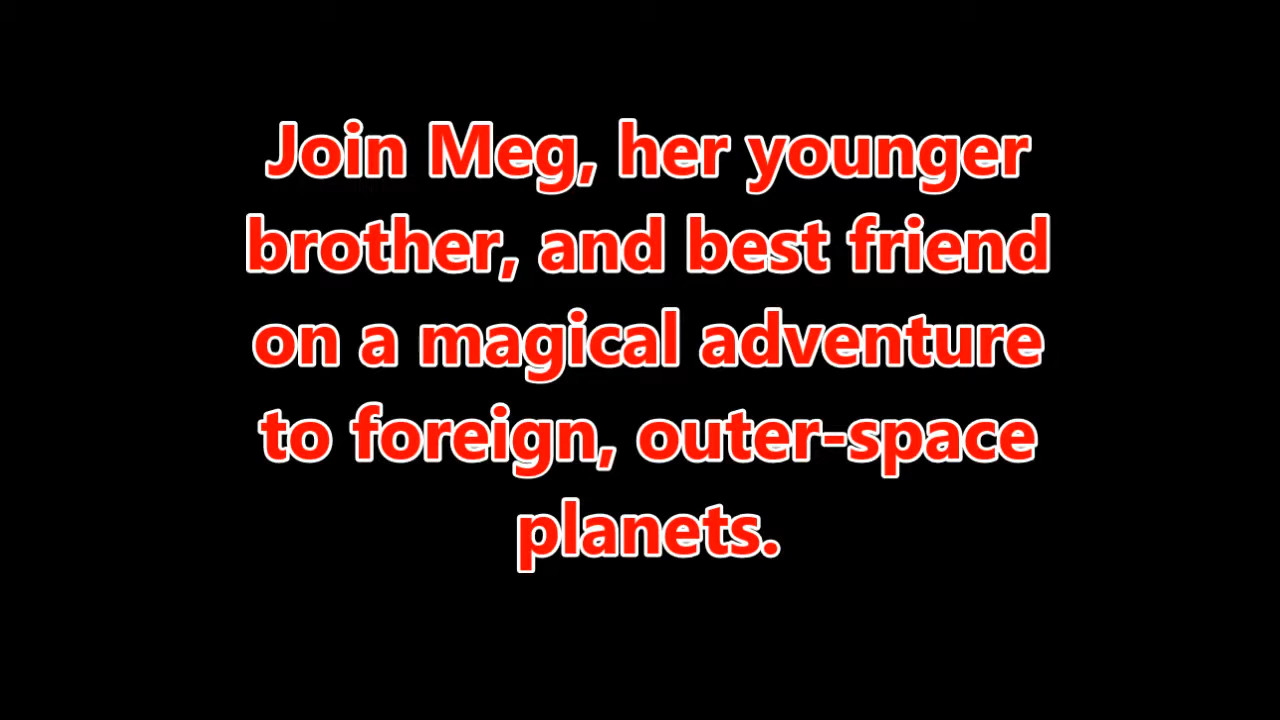 Join Meg, her younger
brother, and best friend
on a magical adventure
to foreign, outer-space
planets.